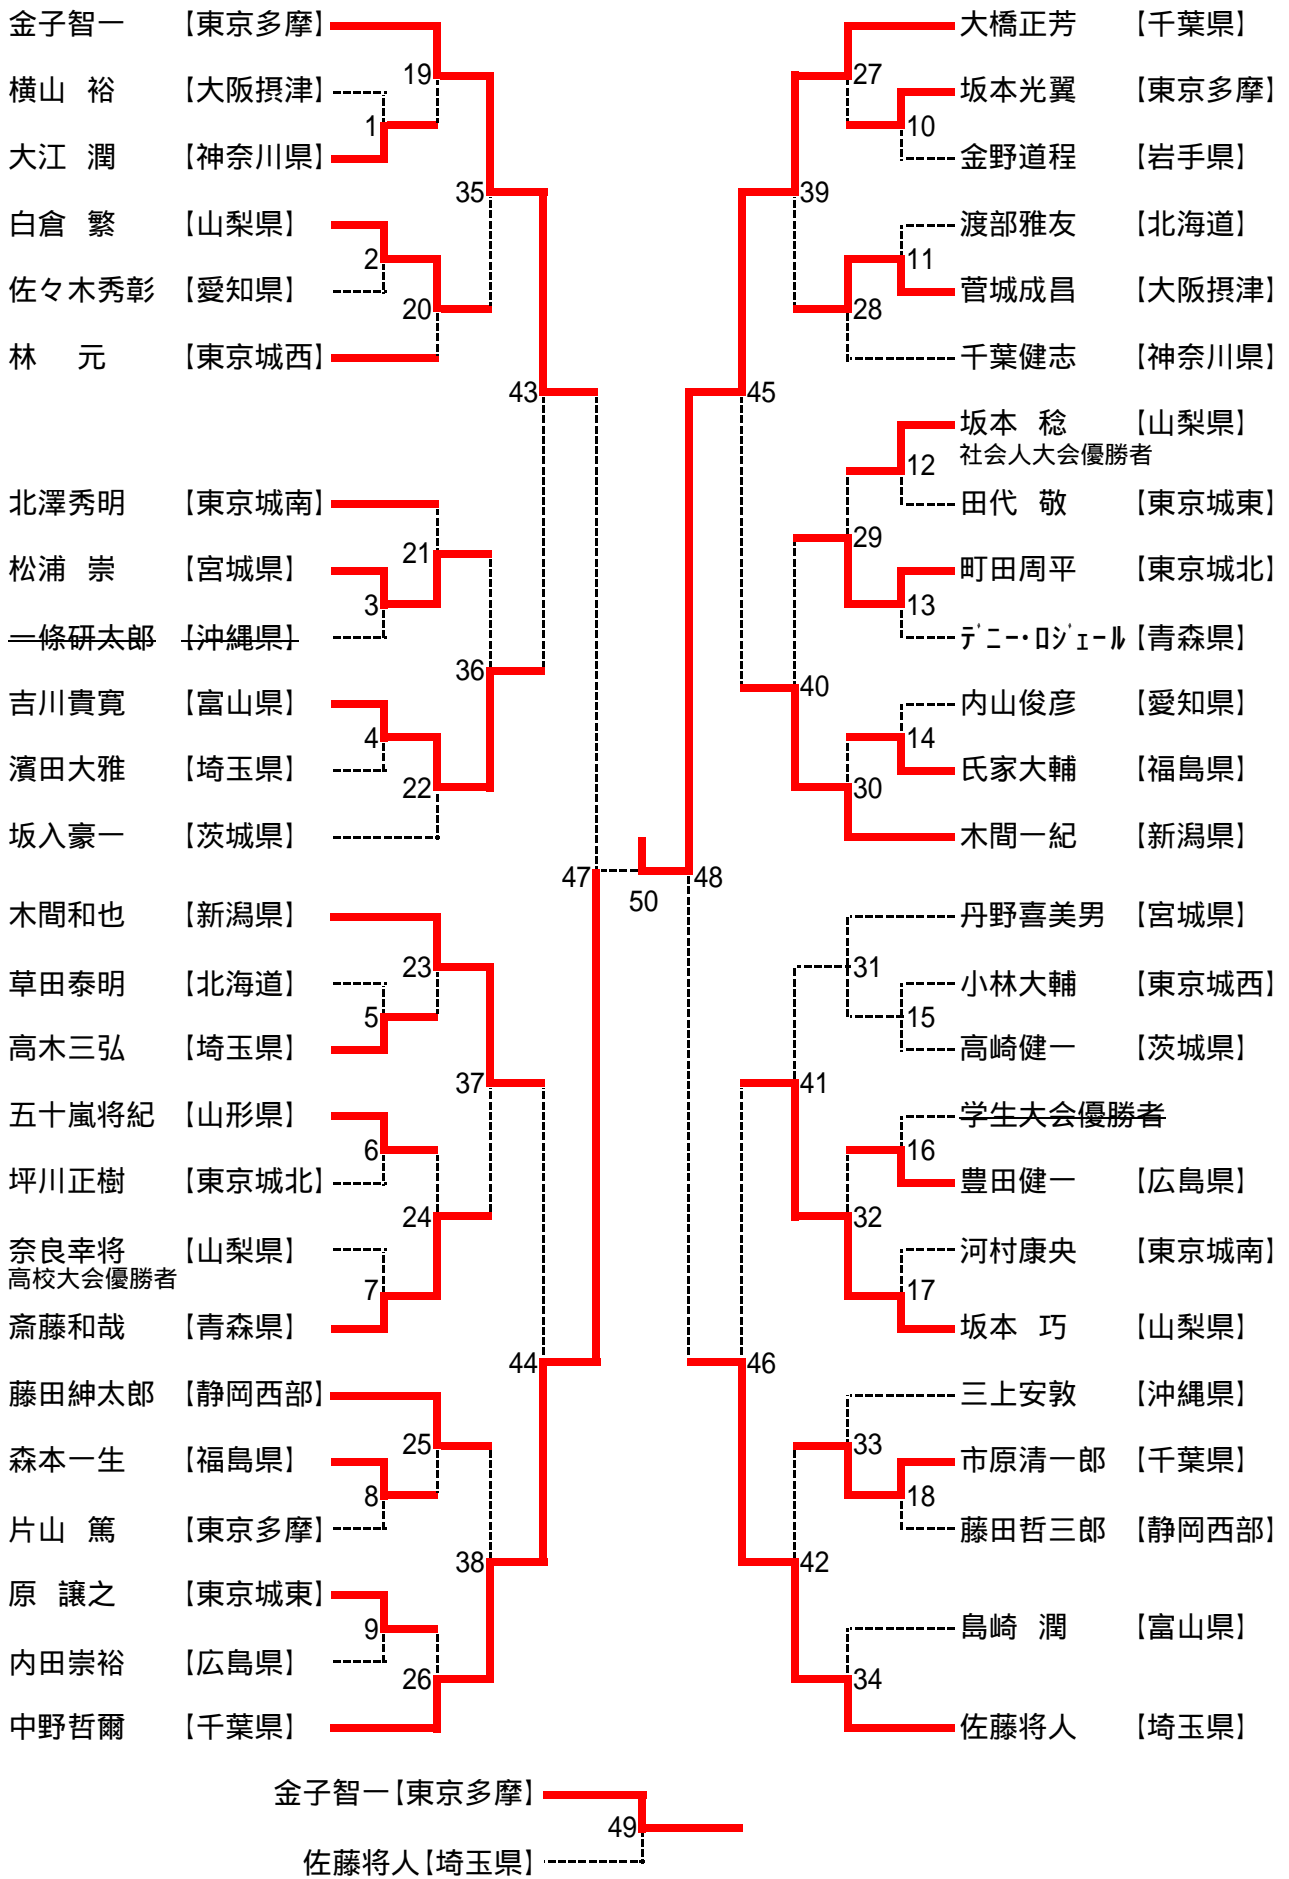 金子智一 【東京多摩】
19
横山 裕 【大阪摂津】
1
大江 潤 【神奈川県】
35
白倉 繁 【山梨県】
2
佐々木秀彰 【愛知県】
20
林 元 【東京城西】
43
北澤秀明 【東京城南】
21
松浦 崇 【宮城県】
3
一條研太郎 【沖縄県】
36
吉川貴寛 【富山県】
4
濱田大雅 【埼玉県】
22
坂入豪一 【茨城県】
47
木間和也 【新潟県】
23
草田泰明 【北海道】
5
高木三弘 【埼玉県】
37
五十嵐将紀 【山形県】
6
坪川正樹 【東京城北】
24
奈良幸将 【山梨県】
高校大会優勝者
7
斎藤和哉 【青森県】
44
藤田紳太郎 【静岡西部】
25
森本一生 【福島県】
8
片山 篤 【東京多摩】
38
原 譲之 【東京城東】
9
内田崇裕 【広島県】
26
中野哲爾 【千葉県】
大橋正芳 【千葉県】
27
坂本光翼 【東京多摩】
10
金野道程 【岩手県】
39
渡部雅友 【北海道】
11
菅城成昌 【大阪摂津】
28
千葉健志 【神奈川県】
45
坂本 稔 【山梨県】
社会人大会優勝者
12
田代 敬 【東京城東】
29
町田周平 【東京城北】
13
ﾃﾞﾆｰ・ﾛｼﾞｪｰﾙ 【青森県】
40
内山俊彦 【愛知県】
14
氏家大輔 【福島県】
30
木間一紀 【新潟県】
48
50
丹野喜美男 【宮城県】
31
小林大輔 【東京城西】
15
高崎健一 【茨城県】
41
学生大会優勝者
16
豊田健一 【広島県】
32
河村康央 【東京城南】
17
坂本 巧 【山梨県】
46
三上安敦 【沖縄県】
33
市原清一郎 【千葉県】
18
藤田哲三郎 【静岡西部】
42
島崎 潤 【富山県】
34
佐藤将人 【埼玉県】
金子智一【東京多摩】
49
佐藤将人【埼玉県】